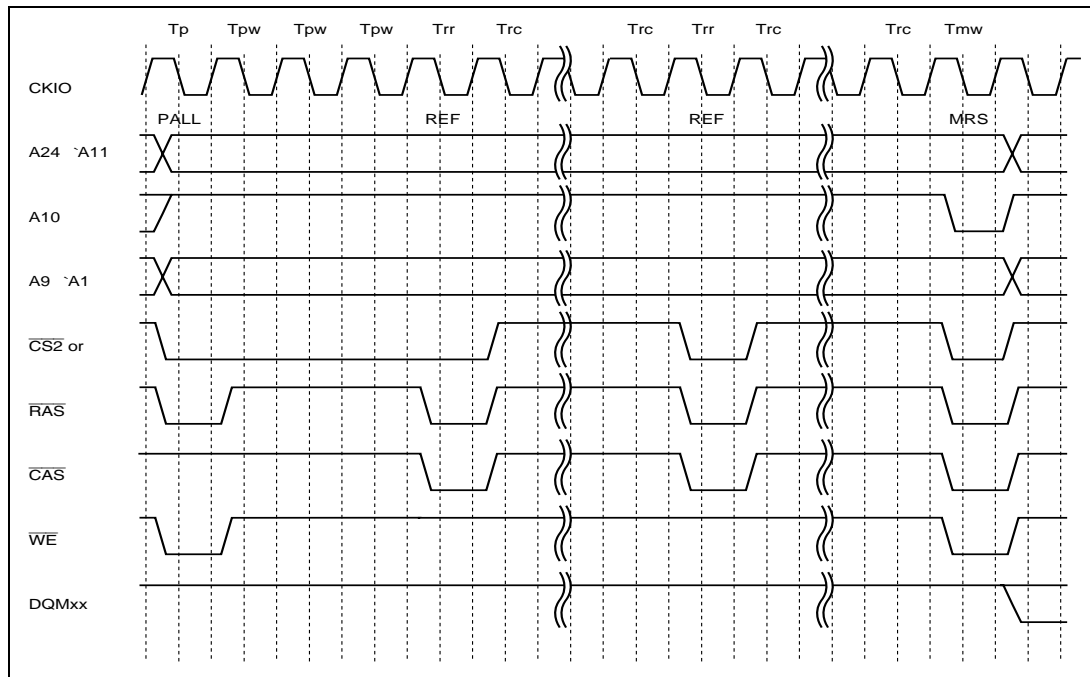 Tp Tpw Tpw Tpw Trr Trc Trc Trr Trc Trc Tmw
CKIO
PALL REF REF MRS
A24 `A11
A10
A9 `A1
CS2 or
RAS
CAS
WE
DQMxx